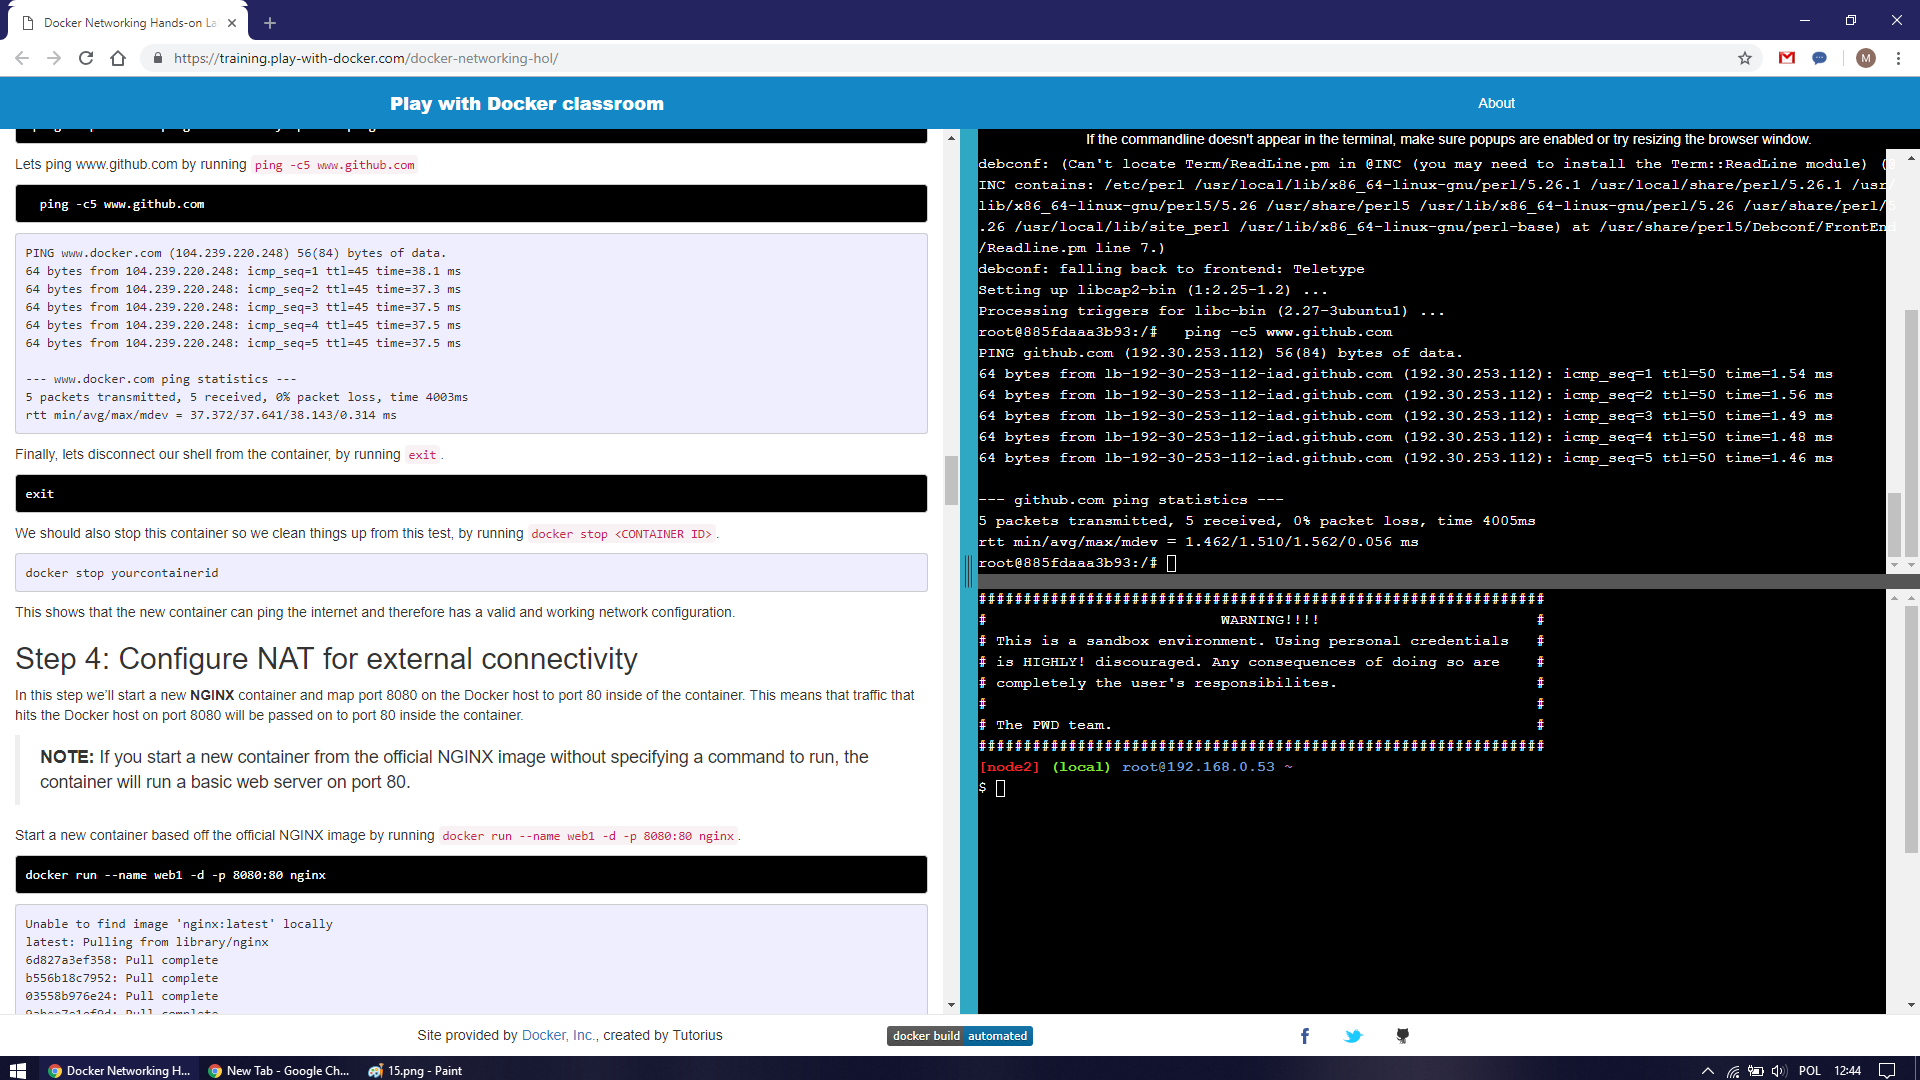 Docker Networking Hands-on La
https://training.play-with-docker.com/docker-networking-hol/
M
Play with Docker classroom
About
Lets ping www.github.com by running ping -c5 www.github.com
ping -c5 www.github.com
PING www.docker.com (104.239.220.248) 56(84) bytes of data.
64 bytes from 104.239.220.248: icmp_seq=1 ttl=45 time=38.1 ms
64 bytes from 104.239.220.248: icmp_seq=2 ttl=45 time=37.3 ms
64 bytes from 104.239.220.248: icmp_seq=3 ttl=45 time=37.5 ms
64 bytes from 104.239.220.248: icmp_seq=4 ttl=45 time=37.5 ms
64 bytes from 104.239.220.248: icmp_seq=5 ttl=45 time=37.5 ms
--- www.docker.com ping statistics ---
5 packets transmitted, 5 received, 0% packet loss, time 4003ms
rtt min/avg/max/mdev = 37.372/37.641/38.143/0.314 ms
Finally, lets disconnect our shell from the container, by running exit.
exit
We should also stop this container so we clean things up from this test, by running docker stop <CONTAINER ID>.
docker stop yourcontainerid
This shows that the new container can ping the internet and therefore has a valid and working network configuration.
Step 4: Configure NAT for external connectivity
In this step we'll start a new NGINX container and map port 8080 on the Docker host to port 80 inside of the container. This means that traffic that
hits the Docker host on port 8080 will be passed on to port 80 inside the container.
NOTE: If you start a new container from the official NGINX image without specifying a command to run, the
container will run a basic web server on port 80.
Start a new container based off the official NGINX image by running docker run --name web1 -d -p 8080:80 nginx.
docker run --name web1 -d -p 8080:80 nginx
Unable to find image 'nginx:latest' locally
latest: Pulling from library/nginx
6d827a3ef358: Pull complete
b556b18c7952: Pull complete
03558b976e24: Pull complete
If the commandline doesn't appear in the terminal, make sure popups are enabled or try resizing the browser window.
debconf: (Can't locate Term/ReadLine.pm in @INC (you may need to install the Term::ReadLine module) (@
INC contains: /etc/perl /usr/local/lib/x86_64-linux-gnu/perl/5.26.1 /usr/local/share/perl/5.26.1 /usr/
lib/x86_64-linux-gnu/perl5/5.26 /usr/share/perl5 /usr/lib/x86_64-linux-gnu/perl/5.26 /usr/share/perl/5
.26 /usr/local/lib/site_perl /usr/lib/x86_64-linux-gnu/perl-base) at /usr/share/perl5/Debconf/FrontEnd
/Readline.pm line 7.)
debconf: falling back to frontend: Teletype
Setting up libcap2-bin (1:2.25-1.2) ...
Processing triggers for libc-bin (2.27-3ubuntu1) ...
root@885fdaaa3b93:/#   ping -c5 www.github.com
PING github.com (192.30.253.112) 56(84) bytes of data.
64 bytes from lb-192-30-253-112-iad.github.com (192.30.253.112): icmp_seq=1 ttl=50 time=1.54 ms
64 bytes from lb-192-30-253-112-iad.github.com (192.30.253.112): icmp_seq=2 ttl=50 time=1.56 ms
64 bytes from lb-192-30-253-112-iad.github.com (192.30.253.112): icmp_seq=3 ttl=50 time=1.49 ms
64 bytes from lb-192-30-253-112-iad.github.com (192.30.253.112): icmp_seq=4 ttl=50 time=1.48 ms
64 bytes from lb-192-30-253-112-iad.github.com (192.30.253.112): icmp_seq=5 ttl=50 time=1.46 ms
--- github.com ping statistics ---
5 packets transmitted, 5 received, 0% packet loss, time 4005ms
rtt min/avg/max/mdev = 1.462/1.510/1.562/0.056 ms
root@885fdaaa3b93:/#
###############################################################
#                          WARNING!!!!                        #
# This is a sandbox environment. Using personal credentials   #
# is HIGHLY! discouraged. Any consequences of doing so are    #
# completely the user's responsibilites.                      #
#                                                             #
# The PWD team.                                               #
###############################################################
[node2] (local) root@192.168.0.53 ~
$
Site provided by Docker, Inc., created by Tutorius
docker build automated
Docker Networking H...
New Tab - Google Ch...
15.png - Paint
POL
12:44